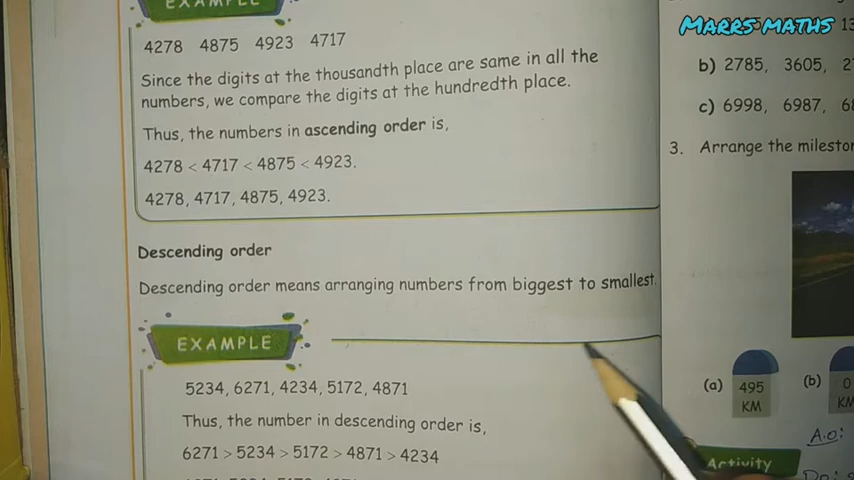 EXAMPLE
4278 4875 4923 4717
Since the digits at the thousandth place are same in all the
numbers, we compare the digits at the hundredth place.
Thus, the numbers in ascending order is,
4278 < 4717 < 4875 < 4923.
4278, 4717, 4875, 4923.
Descending order
Descending order means arranging numbers from biggest to smallest.
EXAMPLE
5234, 6271, 4234, 5172, 4871
Thus, the number in descending order is,
6271 > 5234 > 5172 > 4871 > 4234
MARRS MATHS
b) 2785, 3605,
c) 6998, 6987,
3. Arrange the
(a) 495 KM
(b) 0 KM
A.O:
Activity